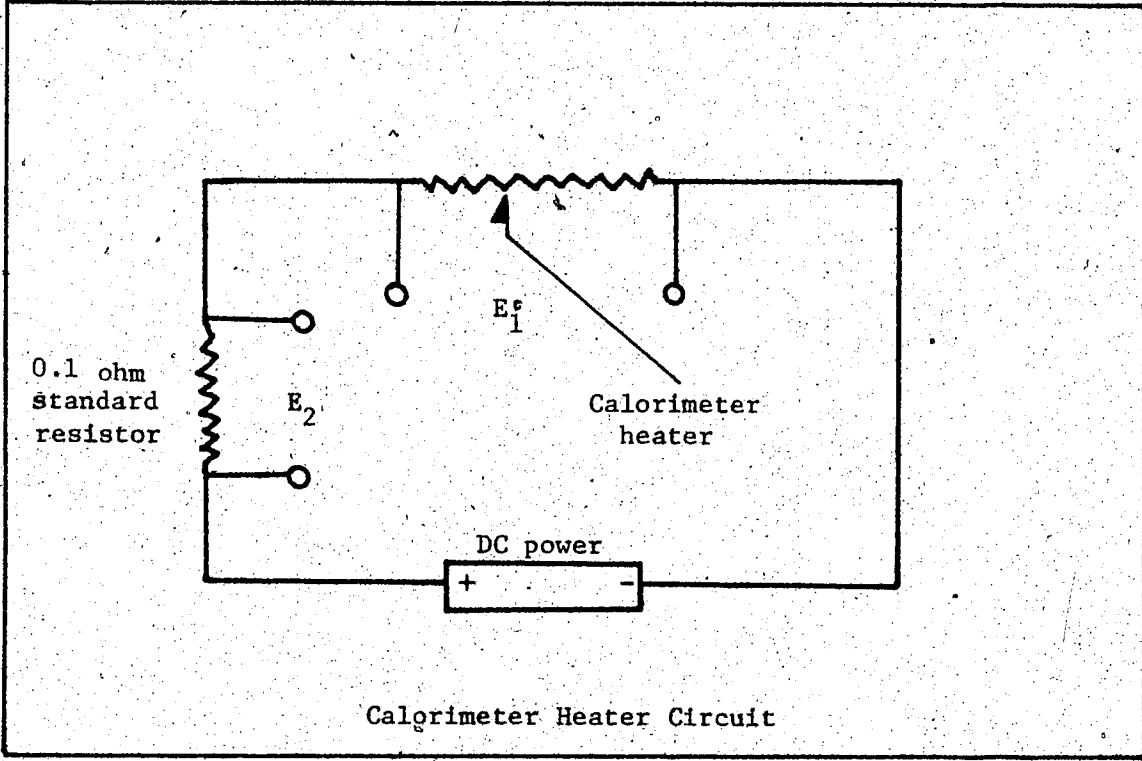 E1
0.1 ohm
standard
resistor
E2
Calorimeter
heater
DC power
+ -
Calorimeter Heater Circuit